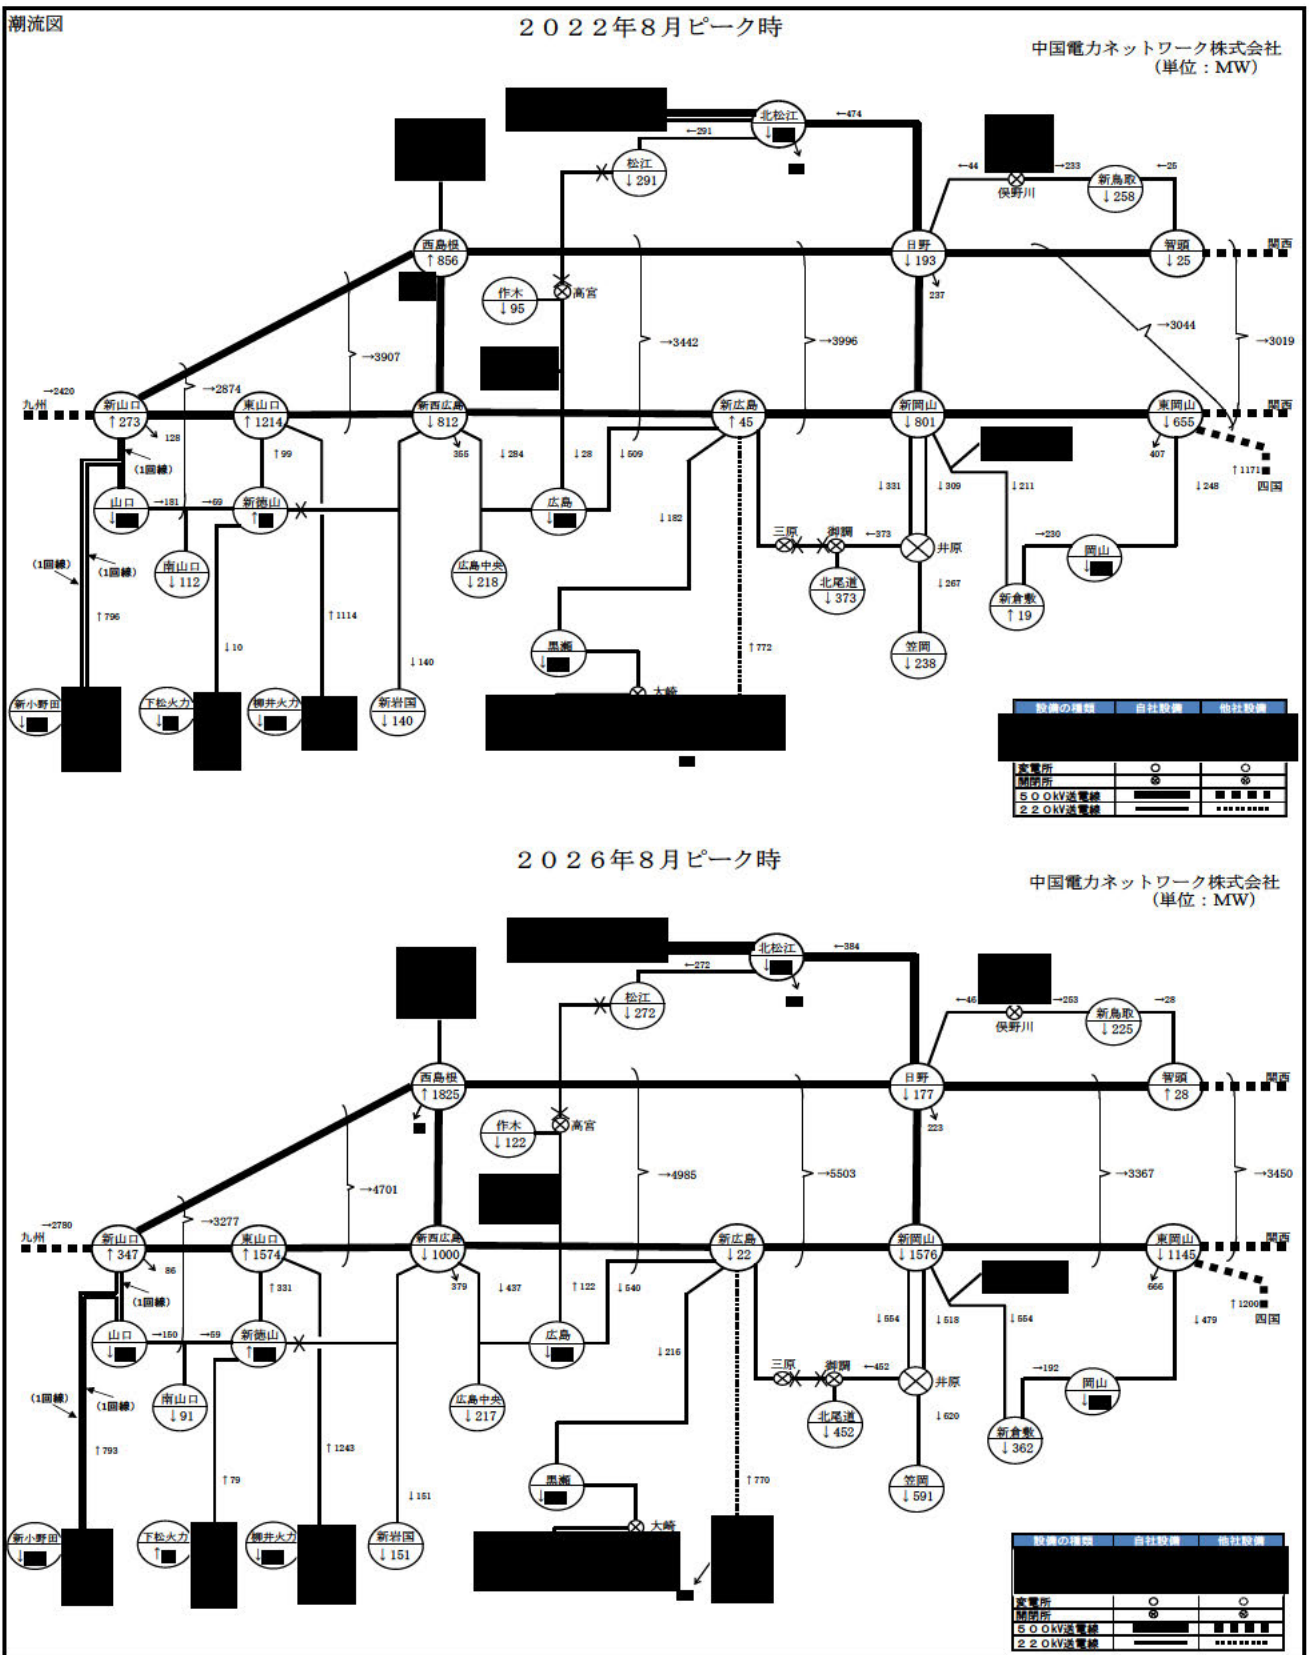 潮流図
２０２２年８月ピーク時
中国電力ネットワーク株式会社
（単位：MW）
北松江
↓
←474
←291
松江
↓291
←44
→233
←25
俣野川
新鳥取
↓258
西島根
↑856
日野
↓193
237
智頭
↓25
関西
作木
↓95
高宮
→3907
→3442
→3996
→3044
→3019
→2420
九州
→2874
新山口
↑273
128
東山口
↑1214
新西広島
↓812
355
新広島
↑45
新岡山
↓801
東岡山
↓655
407
関西
(1回線)
↑99
↓284
↓28
↓509
↓331
↓309
↓211
↑1171
四国
↓248
山口
↓
→181
→69
新徳山
↑
広島
↓
↓182
三原
御調
←373
井原
→230
岡山
↓
(1回線)
(1回線)
南山口
↓112
広島中央
↓218
北尾道
↓373
↓267
新倉敷
↑19
↑796
↓10
↑1114
↓140
黒瀬
↓
↑772
笠岡
↓238
大崎
新小野田
↓
下松火力
↓
柳井火力
↓
新岩国
↓140
設備の種類 自社設備 他社設備
変電所
開閉所
５００kV送電線
２２０kV送電線
２０２６年８月ピーク時
中国電力ネットワーク株式会社
（単位：MW）
北松江
↓
←384
←272
松江
↓272
←46
→253
→28
俣野川
新鳥取
↓225
西島根
↑1825
日野
↓177
223
智頭
↑28
関西
作木
↓122
高宮
→4701
→4985
→5503
→3367
→3450
→2780
九州
→3277
新山口
↑347
86
東山口
↑1574
新西広島
↓1000
379
新広島
↓22
新岡山
↓1576
東岡山
↓1145
666
関西
(1回線)
↑331
↓437
↑122
↓540
↓554
↓518
↓554
↑1200
四国
↓479
山口
↓
→150
→59
新徳山
↑
広島
↓
↓216
三原
御調
←452
井原
→192
岡山
↓
(1回線)
(1回線)
南山口
↓91
広島中央
↓217
北尾道
↓452
↓620
新倉敷
↓362
↑793
↑79
↑1243
↓151
黒瀬
↓
↑770
笠岡
↓591
大崎
新小野田
↓
下松火力
↑
柳井火力
↓
新岩国
↓151
設備の種類 自社設備 他社設備
変電所
開閉所
５００kV送電線
２２０kV送電線